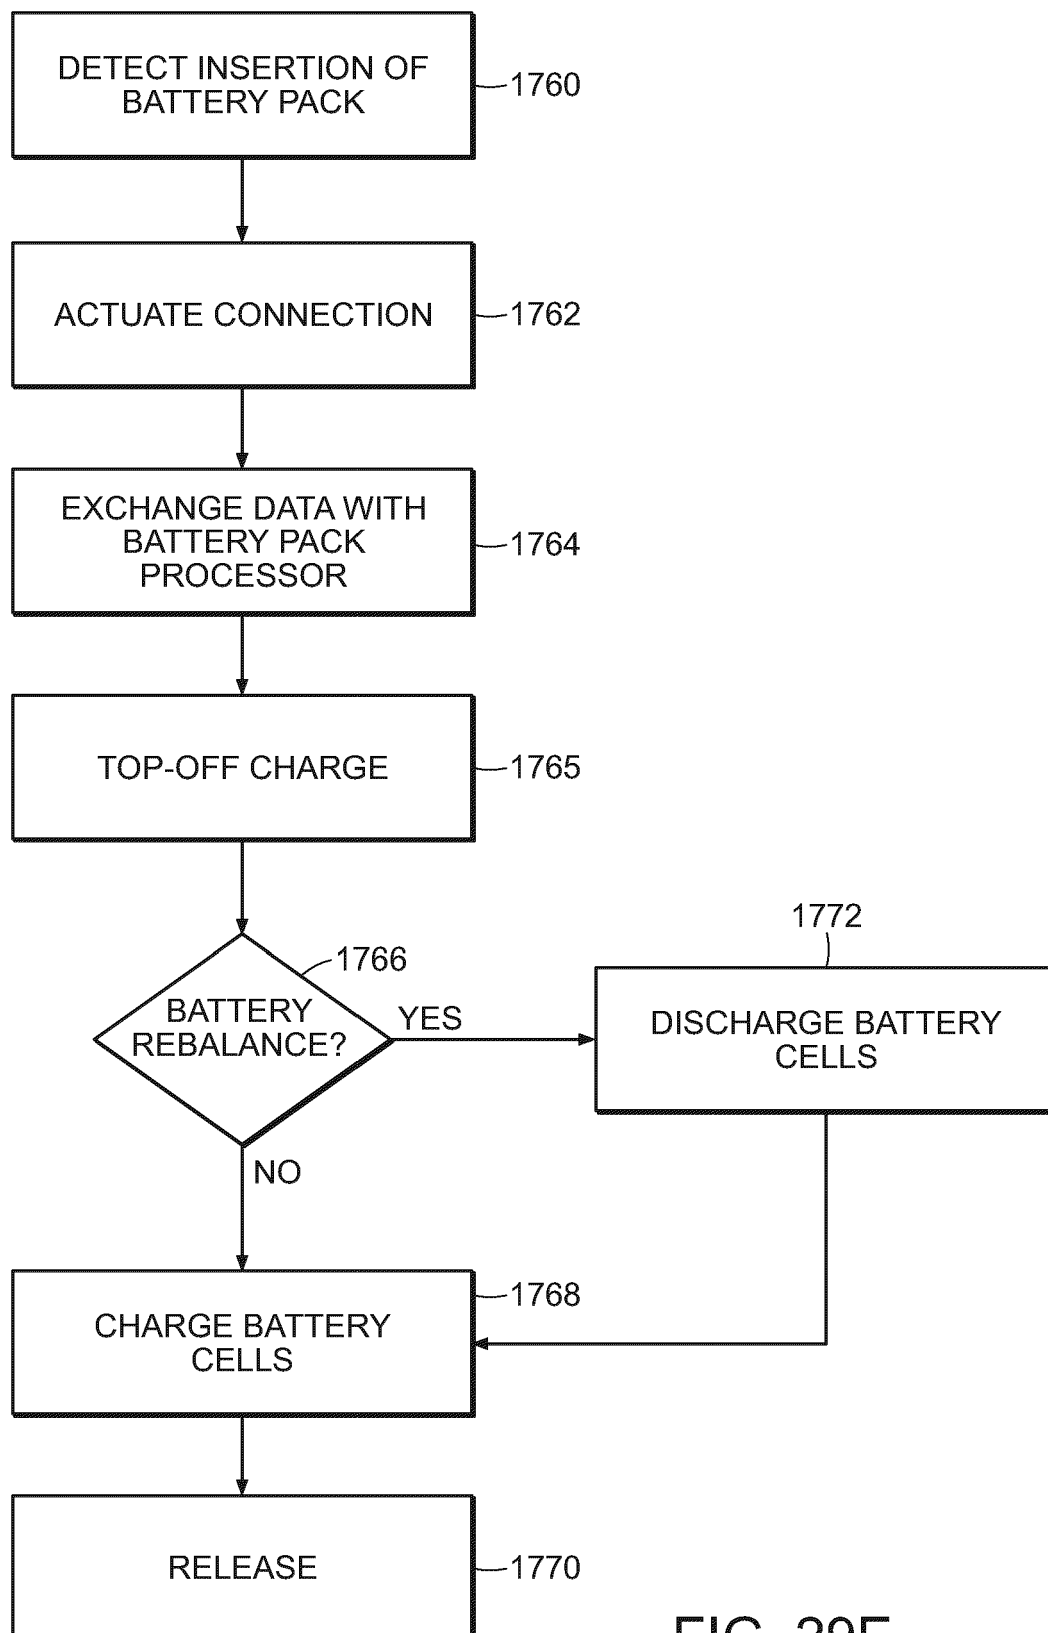 DETECT INSERTION OF
BATTERY PACK
1760
ACTUATE CONNECTION
1762
EXCHANGE DATA WITH
BATTERY PACK
PROCESSOR
1764
TOP-OFF CHARGE
1765
1766
BATTERY
REBALANCE?
YES
NO
1772
DISCHARGE BATTERY
CELLS
1768
CHARGE BATTERY
CELLS
RELEASE
1770
FIG.